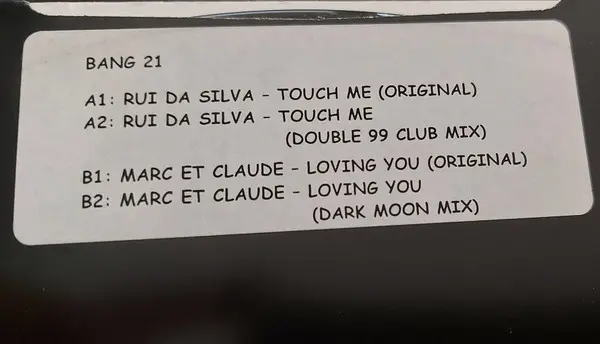 BANG 21
A1: RUI DA SILVA - TOUCH ME (ORIGINAL)
A2: RUI DA SILVA - TOUCH ME
(DOUBLE 99 CLUB MIX)
B1: MARC ET CLAUDE - LOVING YOU (ORIGINAL)
B2: MARC ET CLAUDE - LOVING YOU
(DARK MOON MIX)